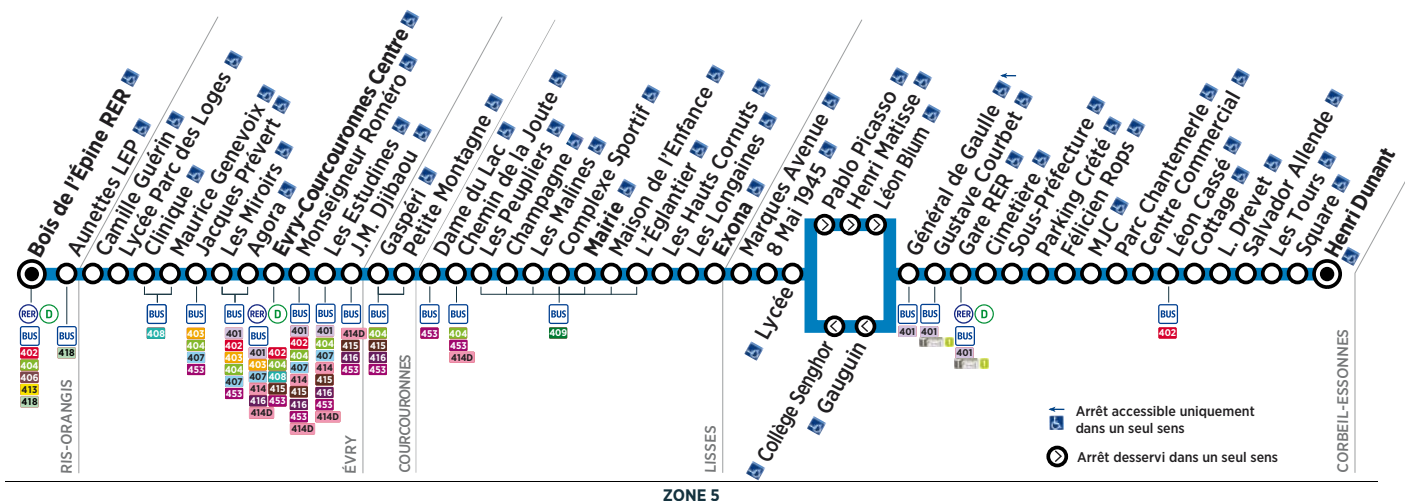 Bois de l'Épine RER
Aunettes LEP
Camille Guérin
Lycée Parc des Loges
Clinique
Maurice Genevoix
Jacques Prévert
Les Miroirs
Agora
Evry-Courcouronnes Centre
Monseigneur Roméro
Les Estudines
J.M. Djibaou
Gaspéri
Petite Montagne
Dame du Lac
Chemin de la Joute
Les Peupliers
Champagne
Les Malines
Complexe Sportif
Mairie
Maison de l'Enfance
L'Églantier
Les Hauts Cornuts
Les Longaines
Exona
Marques Avenue
8 Mai 1945
Lycée
Pablo Picasso
Henri Matisse
Léon Blum
Collège Senghor
Gauguin
Général de Gaulle
Gustave Courbet
Gare RER
Cimetière
Sous-Préfecture
Parking Crété
Félicien Rops
MJC
Parc Chantemerle
Centre Commercial
Léon Cassé
Cottage
L. Drevet
Salvador Allende
Les Tours
Square
Henri Dunant
RER D
BUS
402
404
406
413
418
BUS
418
BUS
408
BUS
403
404
407
453
BUS
401
402
403
404
407
453
RER D
BUS
401 402
403 404
407 408
414 415
416 453
414D
BUS
401
402
404
407
414
415
416
453
414D
BUS
401
404
407
414
415
416
453
414D
BUS
414D
415
416
453
BUS
404
415
416
453
BUS
453
BUS
404
453
414D
BUS
409
BUS
401
BUS
401
RER D
BUS
401
BUS
402
RIS-ORANGIS
ÉVRY
COURCOURONNES
LISSES
CORBEIL-ESSONNES
Arrêt accessible uniquement
dans un seul sens
Arrêt desservi dans un seul sens
ZONE 5